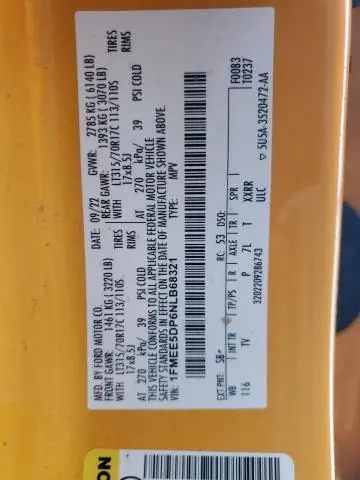 MFD. BY FORD MOTOR CO. DATE: 09/22 GVWR: 2785 KG ( 6140 LB)
FRONT GAWR: 1461 KG (3220 LB) REAR GAWR: 1393 KG ( 3070 LB)
WITH LT315/70R17C 113/110S TIRES WITH LT315/70R17C 113/110S TIRES
17x8.5J RIMS 17x8.5J RIMS
AT 270 kPa/ 39 PSI COLD AT 270 kPa/ 39 PSI COLD
THIS VEHICLE CONFORMS TO ALL APPLICABLE FEDERAL MOTOR VEHICLE
SAFETY STANDARDS IN EFFECT ON THE DATE OF MANUFACTURE SHOWN ABOVE.
VIN: 1FMEE5DP6NLB68321
TYPE: MPV
F0083
T0237
EXT PNT: SB RC: 53 DSO:
WB INT TR TP/PS R AXLE TR SPR
116 TV P 7L T XXRR
3202209286743 ULC
5U5A-3520472-AA
ON